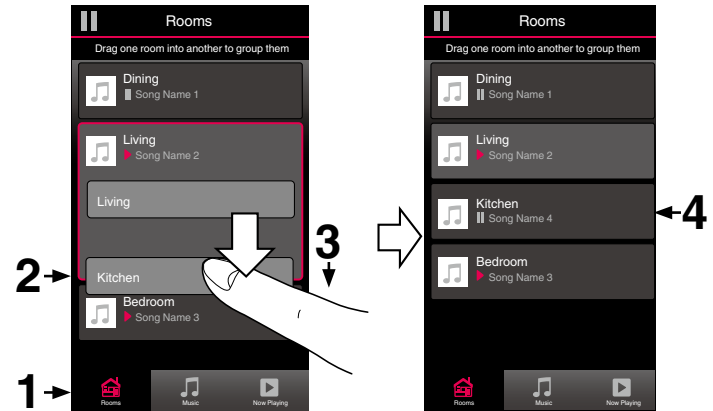 Rooms
Drag one room into another to group them
Dining
Song Name 1
Living
Song Name 2
Living
Kitchen
Bedroom
Song Name 3
Rooms
Music
Now Playing
1
2
3
Rooms
Drag one room into another to group them
Dining
Song Name 1
Living
Song Name 2
Kitchen
Song Name 4
Bedroom
Song Name 3
Rooms
Music
Now Playing
4